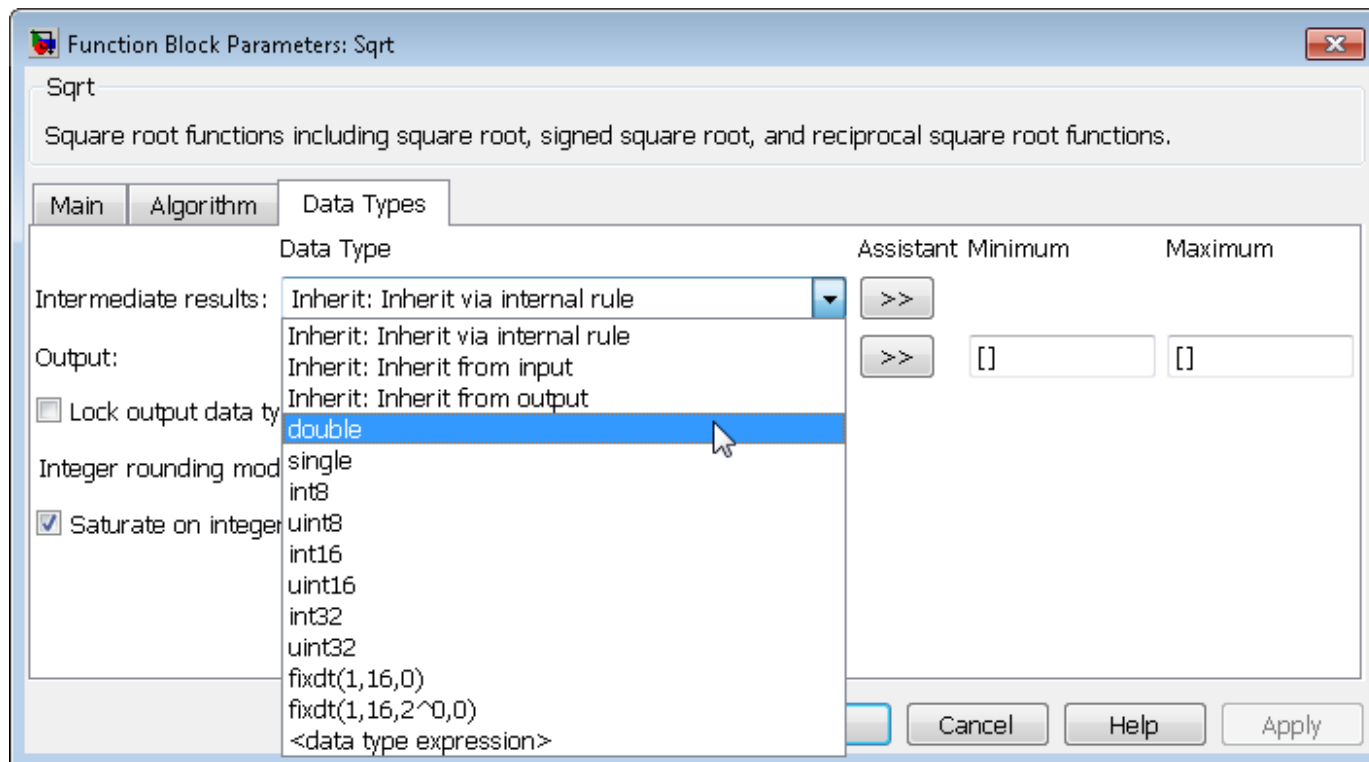 Function Block Parameters: Sqrt
Sqrt
Square root functions including square root, signed square root, and reciprocal square root functions.
Main Algorithm Data Types
Data Type Assistant Minimum Maximum
Intermediate results: Inherit: Inherit via internal rule >>
Inherit: Inherit via internal rule
Output: >> [] []
Inherit: Inherit from input
Inherit: Inherit from output
Lock output data ty
double
single
Integer rounding mod
int8
uint8
Saturate on integer
int16
uint16
int32
uint32
fixdt(1,16,0)
fixdt(1,16,2^0,0)
<data type expression>
Cancel Help Apply